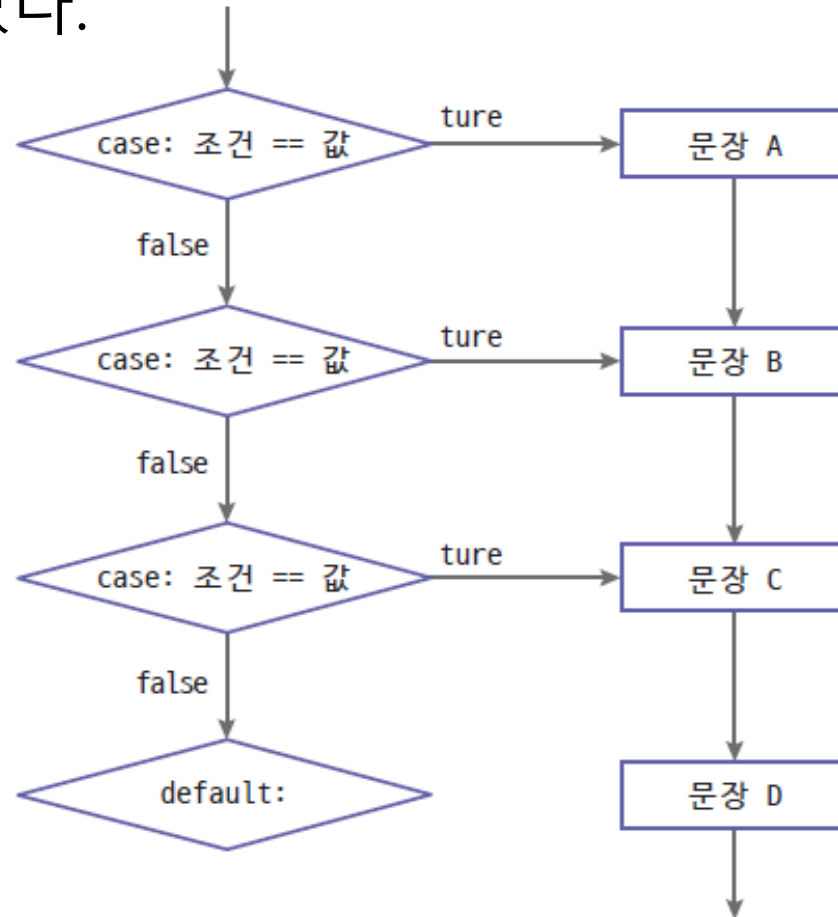 다.
case: 조건 == 값
ture
문장 A
false
case: 조건 == 값
ture
문장 B
false
case: 조건 == 값
ture
문장 C
false
default:
문장 D